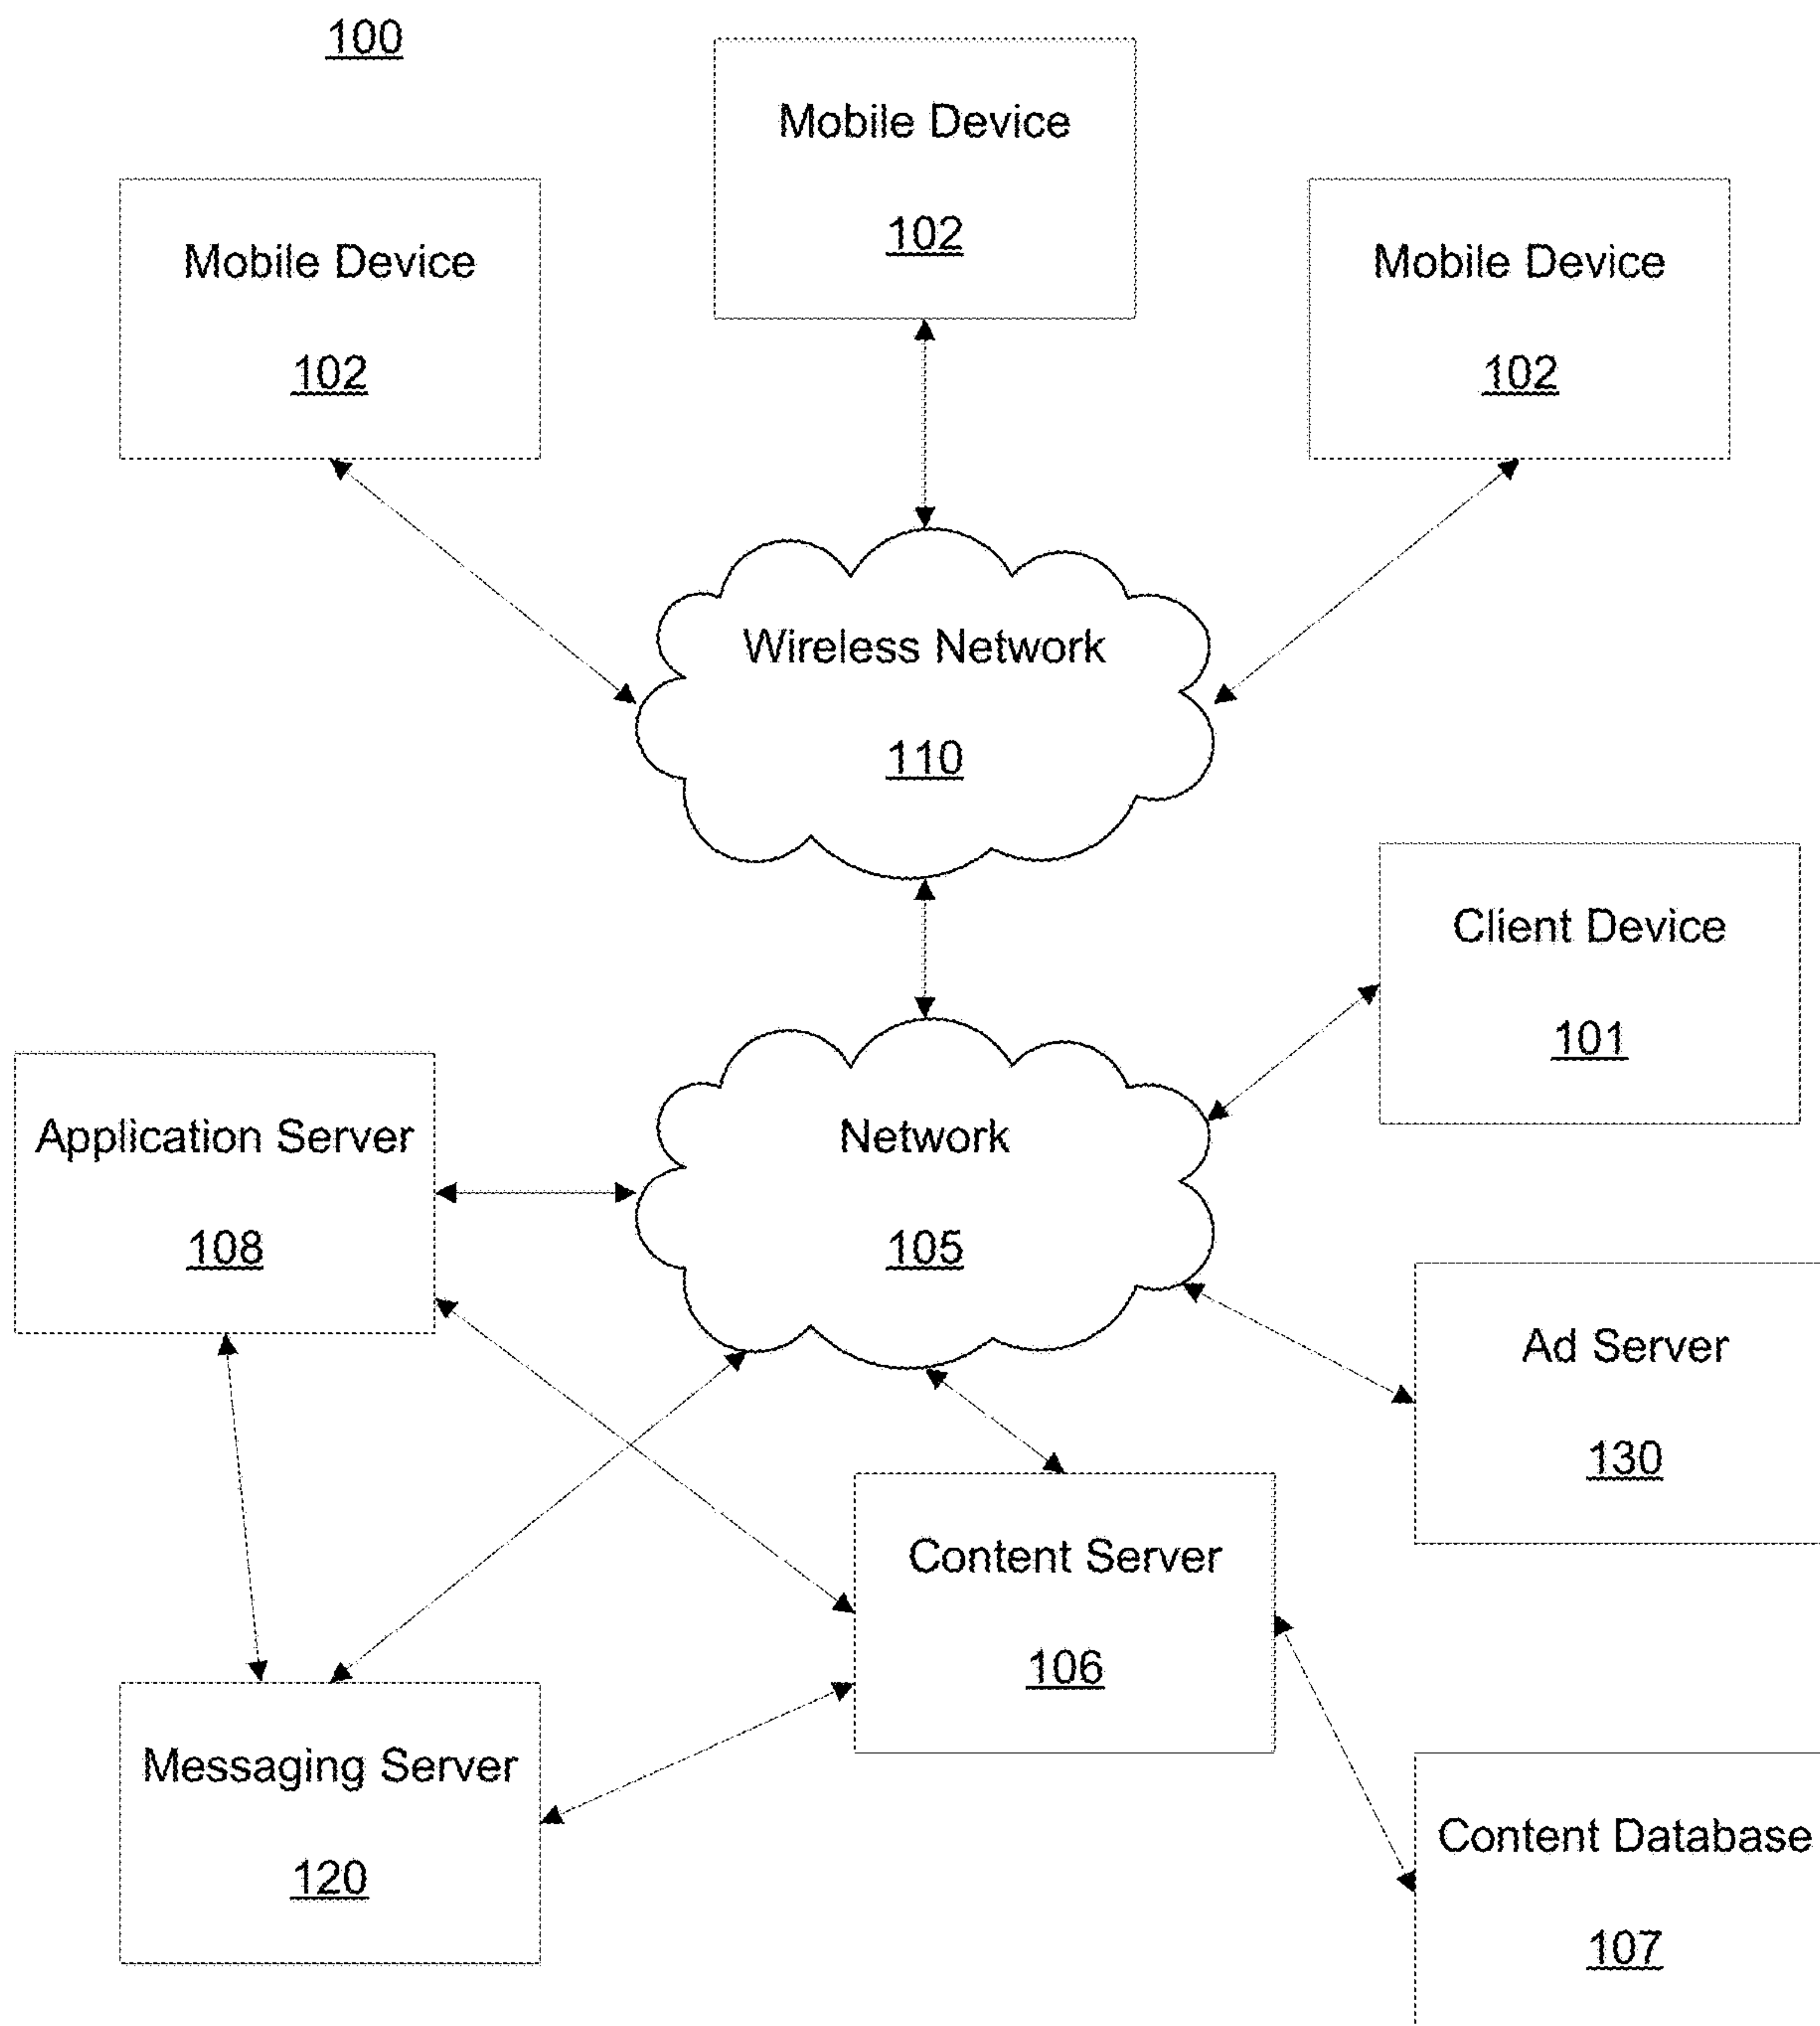 100
Mobile Device
102
Mobile Device
102
Mobile Device
102
Wireless Network
110
Client Device
101
Application Server
108
Network
105
Ad Server
130
Content Server
106
Messaging Server
120
Content Database
107